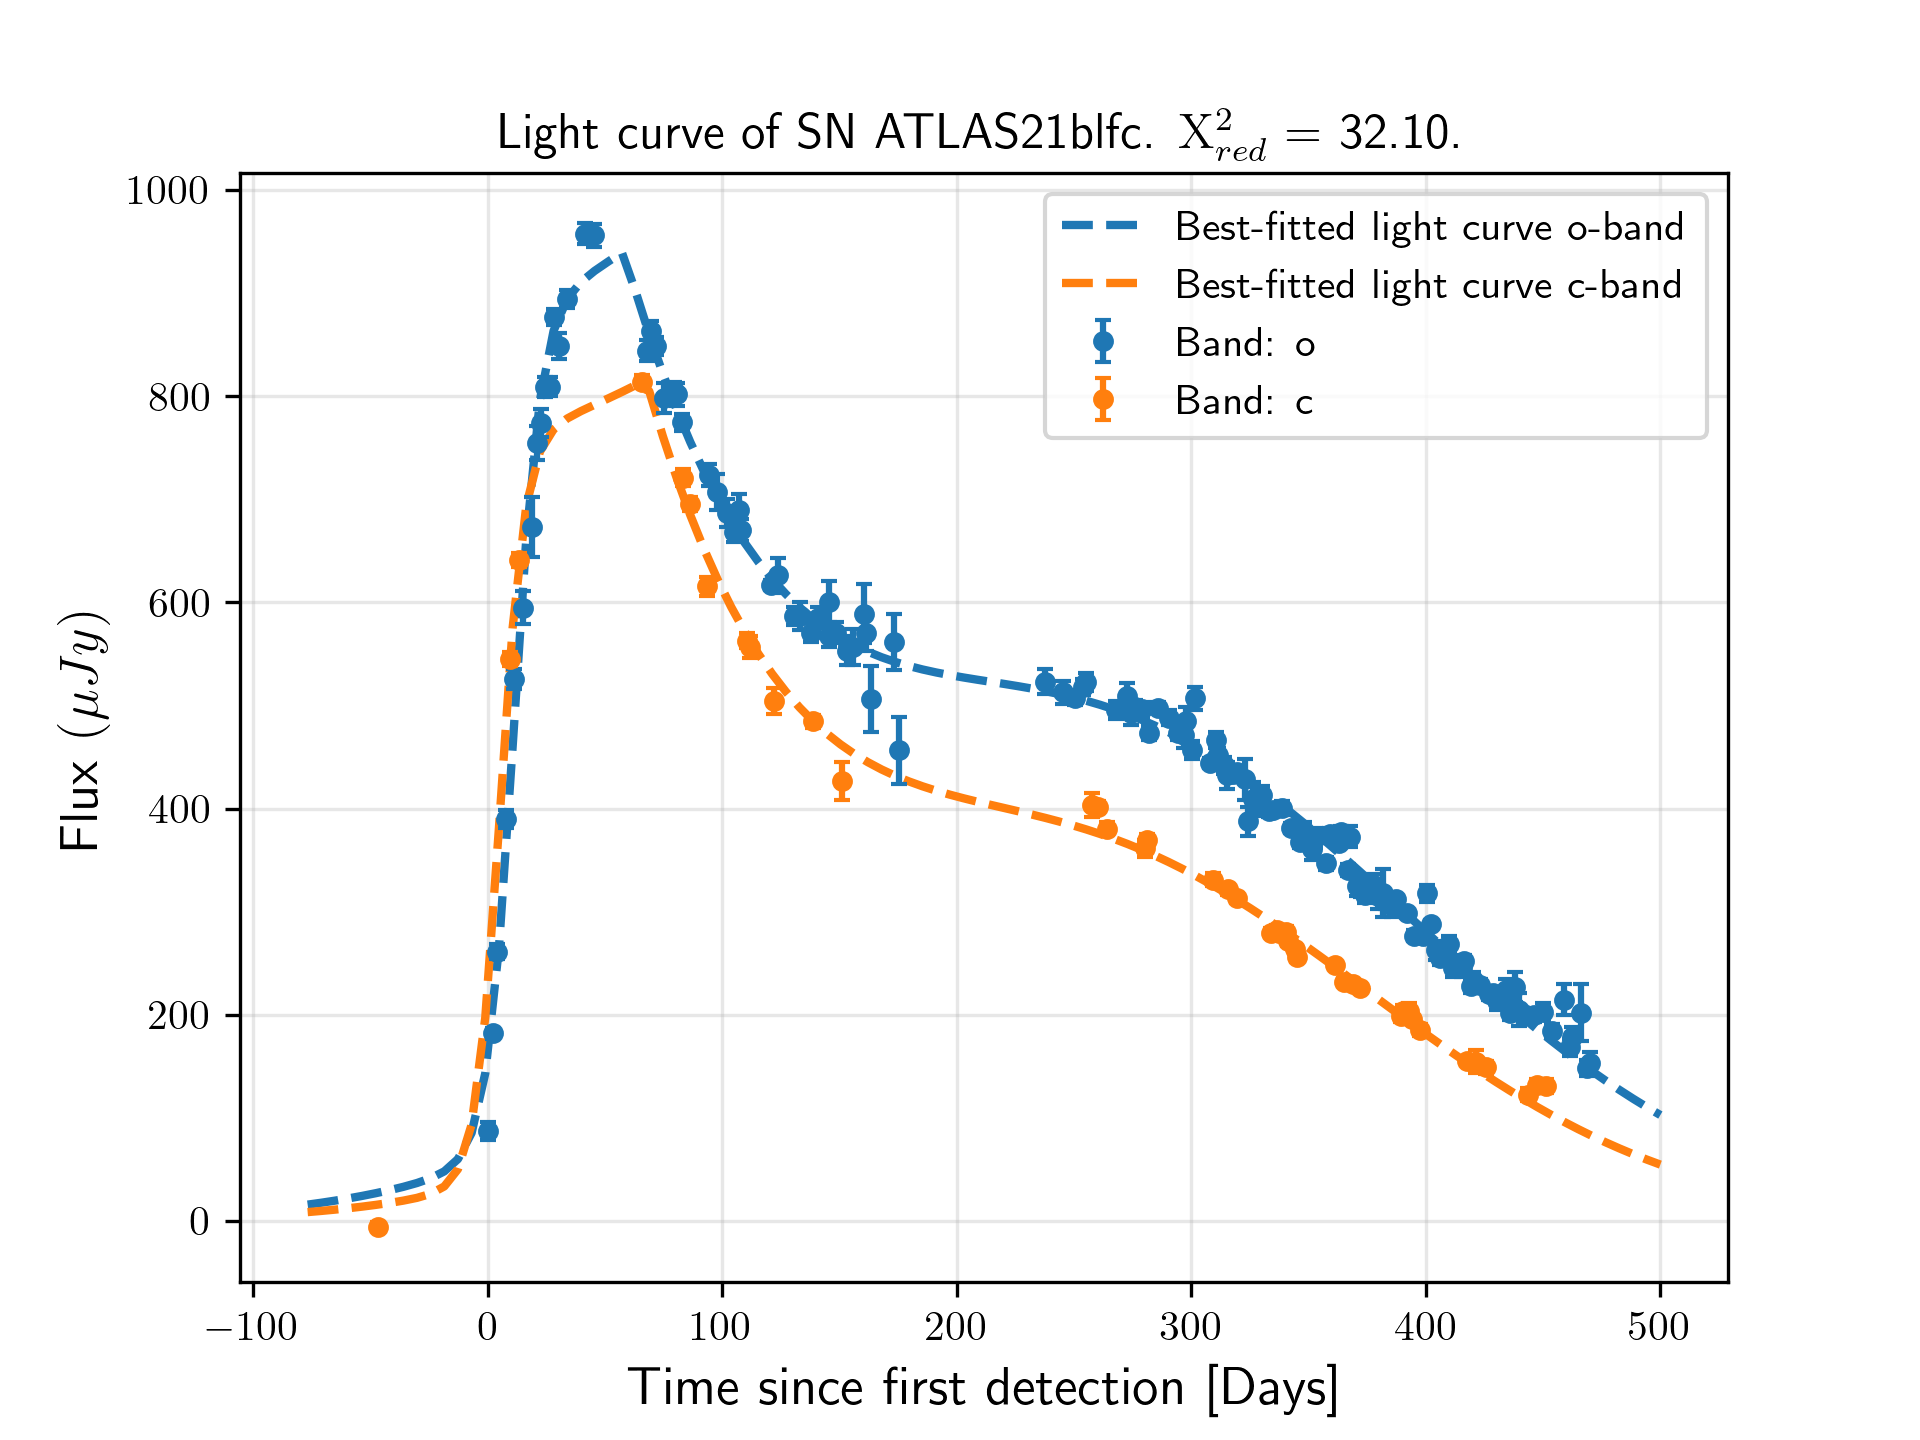 Light curve of SN ATLAS21blfc. X²_red = 32.10.
1000
800
600
400
200
0
Flux (μJy)
Best-fitted light curve o-band
Best-fitted light curve c-band
Band: o
Band: c
−100 0 100 200 300 400 500
Time since first detection [Days]